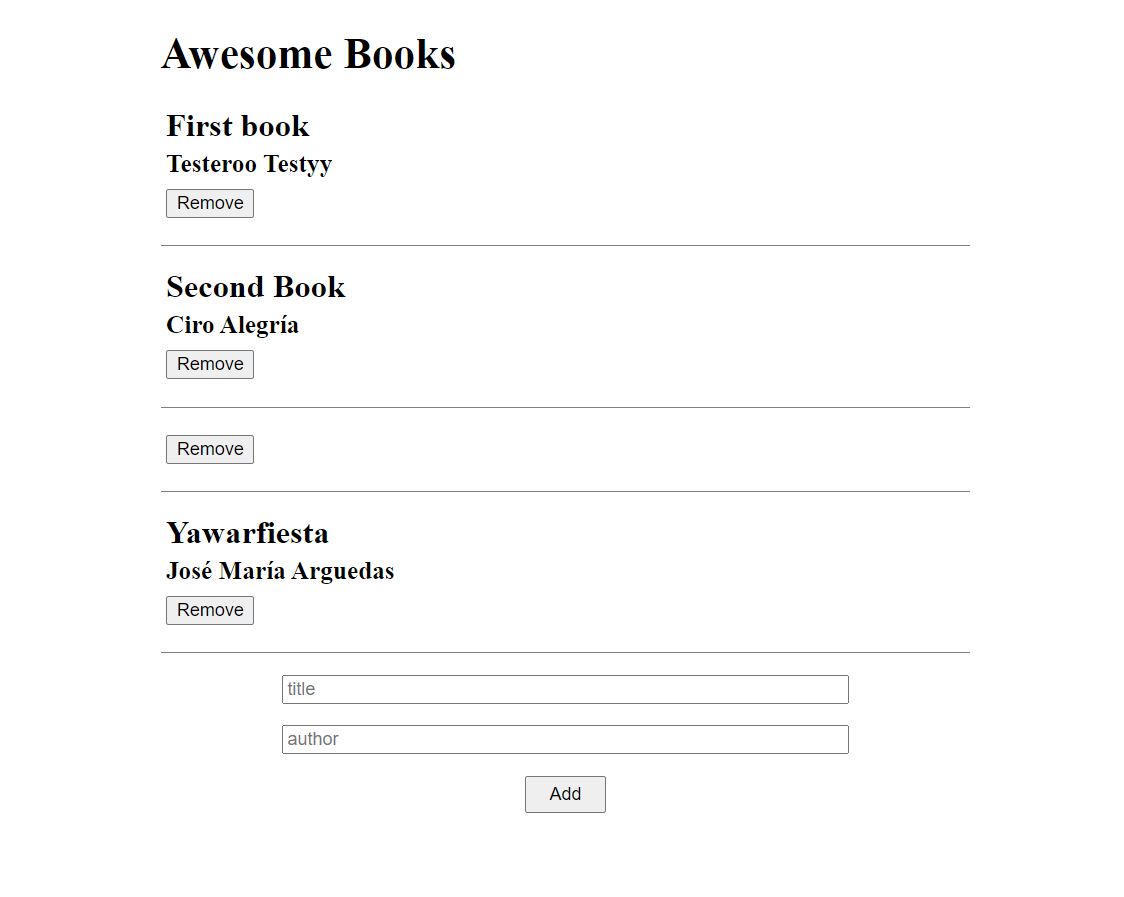 Awesome Books
First book
Testeroo Testyy
Remove
Second Book
Ciro Alegría
Remove
Remove
Yawarfiesta
José María Arguedas
Remove
title
author
Add